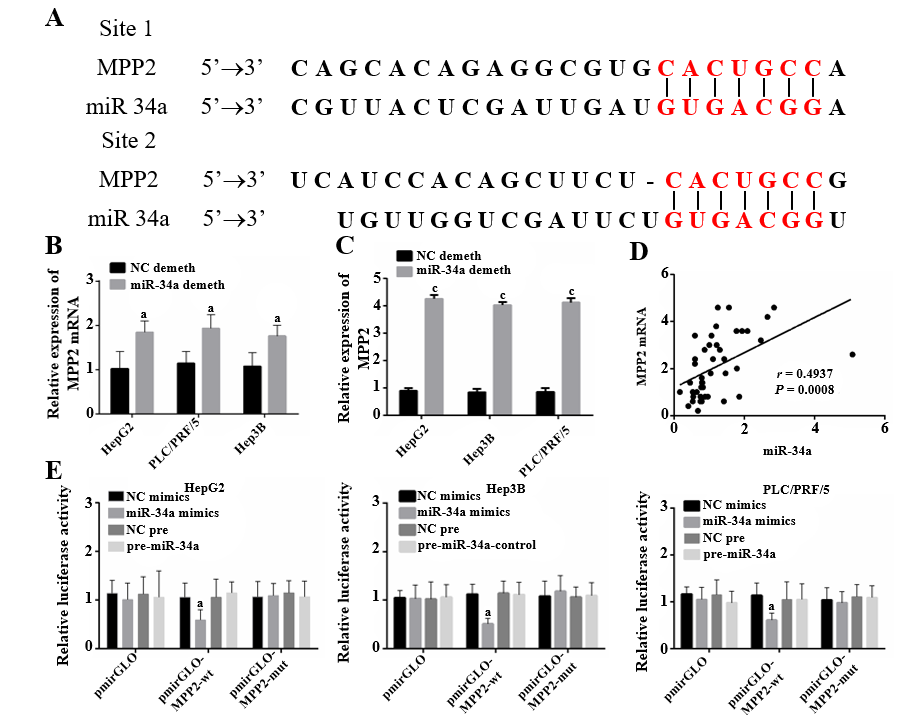 A
Site 1
MPP2 5’→3’ C A G C A C A G A G G C G U G C A C U G C C A
miR 34a 5’→3’ C G U U A C U C G A U U G A U G U G A C G G A
Site 2
MPP2 5’→3’ U C A U C C A C A G C U U C U - C A C U G C C G
miR 34a 5’→3’ U G U U G G U C G A U U C U G U G A C G G U
B
Relative expression of
MPP2 mRNA
NC demeth
miR-34a demeth
3
2
1
0
a
a
a
HepG2
PLC/PRF/5
Hep3B
C
Relative expression of
MPP2
NC demeth
miR-34a demeth
5
4
3
2
1
0
c
c
c
HepG2
Hep3B
PLC/PRF/5
D
MPP2 mRNA
6
4
2
0
r = 0.4937
P = 0.0008
0 2 4 6
miR-34a
E
HepG2
Relative luciferase activity
NC mimics
miR-34a mimics
NC pre
pre-miR-34a
3
2
1
0
a
pmirGLO
pmirGLO-
MPP2-wt
pmirGLO-
MPP2-mut
Hep3B
Relative luciferase activity
NC mimics
miR-34a mimics
NC pre
pre-miR-34a-control
3
2
1
0
a
pmirGLO
pmirGLO-
MPP2-wt
pmirGLO-
MPP2-mut
PLC/PRF/5
Relative luciferase activity
NC mimics
miR-34a mimics
NC pre
pre-miR-34a
3
2
1
0
a
pmirGLO
pmirGLO-
MPP2-wt
pmirGLO-
MPP2-mut